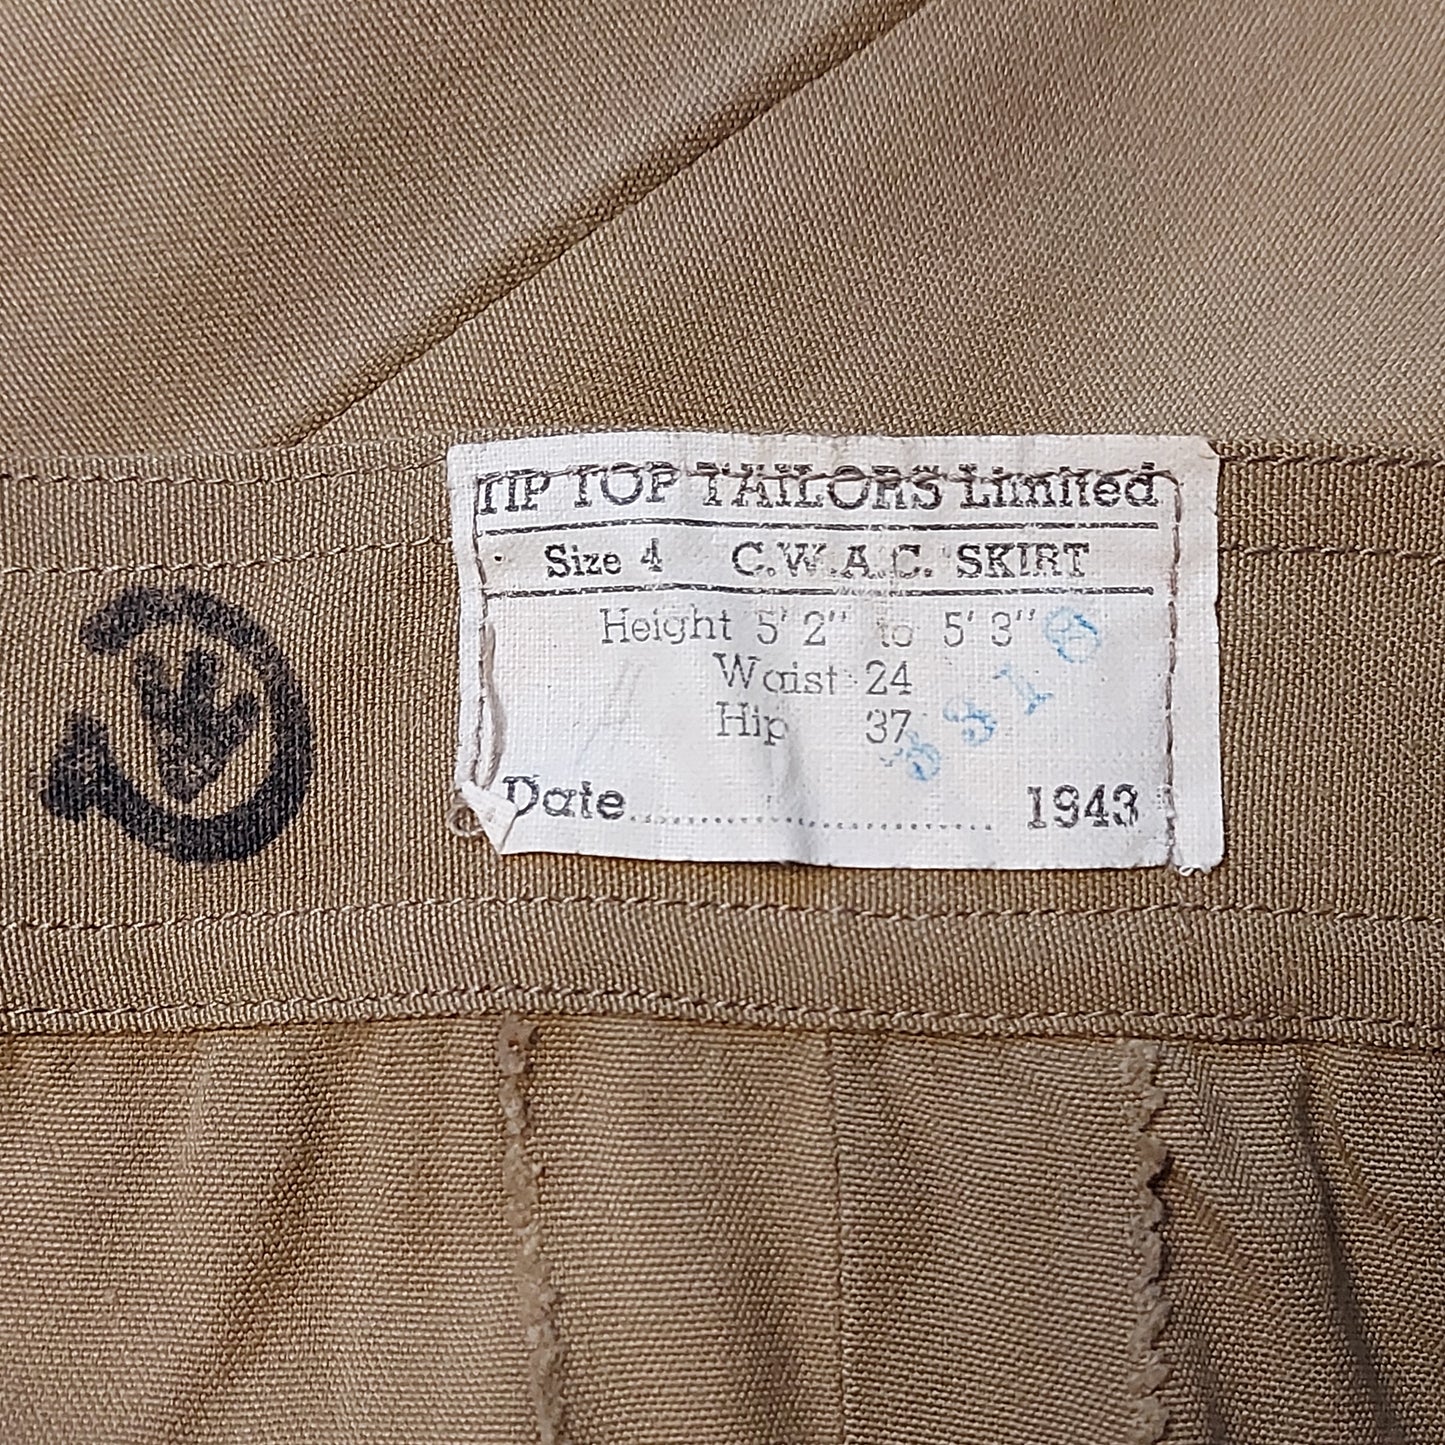 TIP TOP TAILORS Limited
Size 4 C.W.A.C. SKIRT
Height 5' 2" to 5' 3"
Waist 24
Hip 37
Date 1943